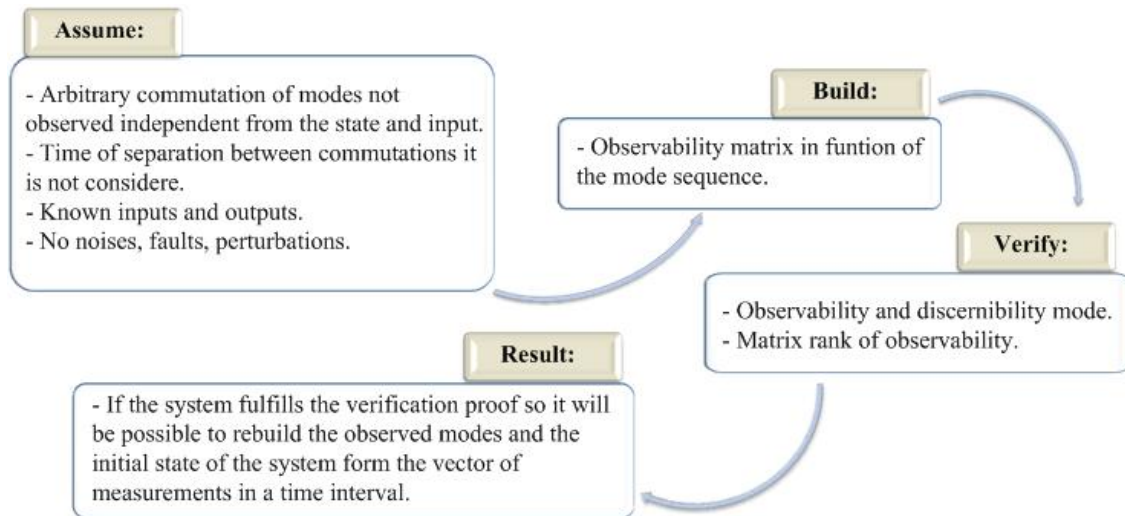 Assume:
- Arbitrary commutation of modes not
observed independent from the state and input.
- Time of separation between commutations it
is not considere.
- Known inputs and outputs.
- No noises, faults, perturbations.
Build:
- Observability matrix in funtion of
the mode sequence.
Verify:
- Observability and discernibility mode.
- Matrix rank of observability.
Result:
- If the system fulfills the verification proof so it will
be possible to rebuild the observed modes and the
initial state of the system form the vector of
measurements in a time interval.